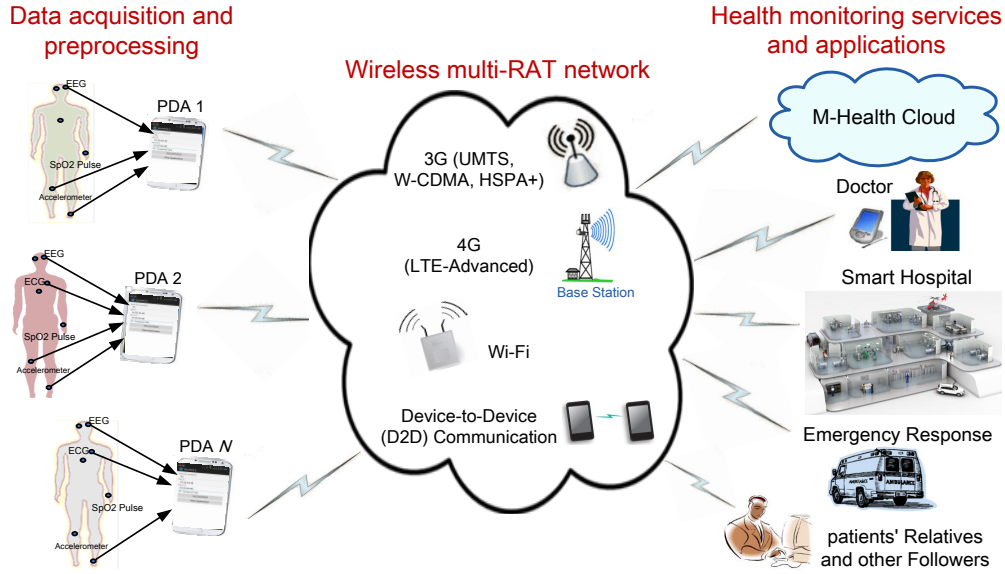 Data acquisition and
preprocessing
EEG
PDA 1
SpO2 Pulse
Accelerometer
EEG
ECG
PDA 2
SpO2 Pulse
Accelerometer
EEG
ECG
PDA N
SpO2 Pulse
Accelerometer
Wireless multi-RAT network
3G (UMTS,
W-CDMA, HSPA+)
4G
(LTE-Advanced)
Base Station
Wi-Fi
Device-to-Device
(D2D) Communication
Health monitoring services
and applications
M-Health Cloud
Doctor
Smart Hospital
Emergency Response
AMBULANCE
patients' Relatives
and other Followers